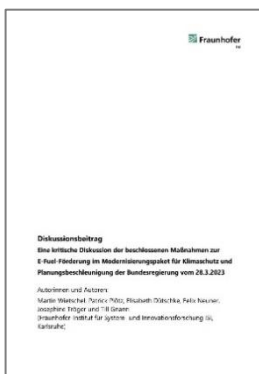 Fraunhofer
ISI
Diskussionsbeitrag
Eine kritische Diskussion der beschlossenen Maßnahmen zur
E-Fuel-Förderung im Modernisierungspaket für Klimaschutz und
Planungsbeschleunigung der Bundesregierung vom 28.3.2023
Autorinnen und Autoren:
Martin Wietschel, Patrick Plötz, Elisabeth Dütschke, Felix Neuner,
Josephine Tröger und Till Gnann
(Fraunhofer Institut für System- und Innovationsforschung ISI,
Karlsruhe)